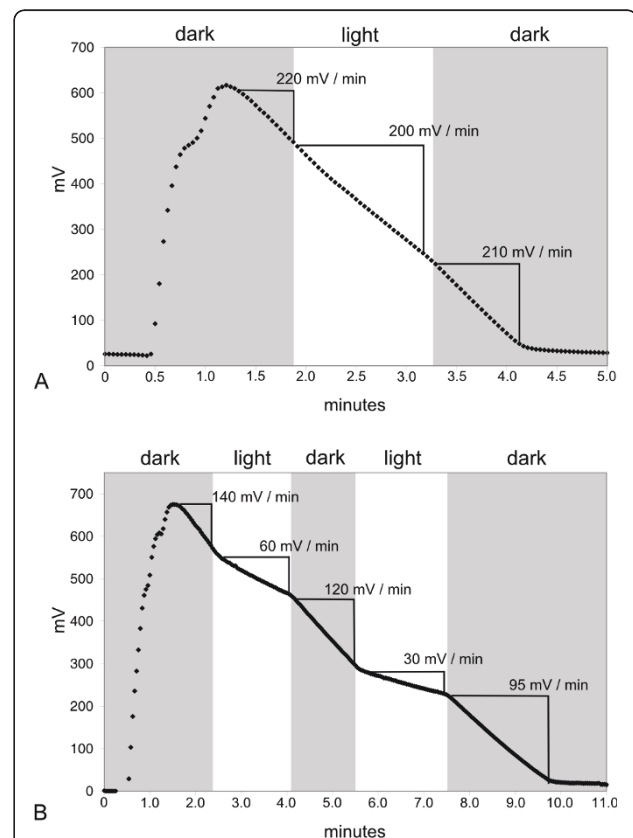 dark light dark
700
220 mV / min
600
200 mV / min
500
mV
400
300
210 mV / min
200
100
0
0 0.5 1.0 1.5 2.0 2.5 3.0 3.5 4.0 4.5 5.0
A
minutes
dark light dark light dark
700
140 mV / min
600
60 mV / min
500
120 mV / min
mV
400
30 mV / min
300
95 mV / min
200
100
0
0 1.0 2.0 3.0 4.0 5.0 6.0 7.0 8.0 9.0 10.0 11.0
B
minutes